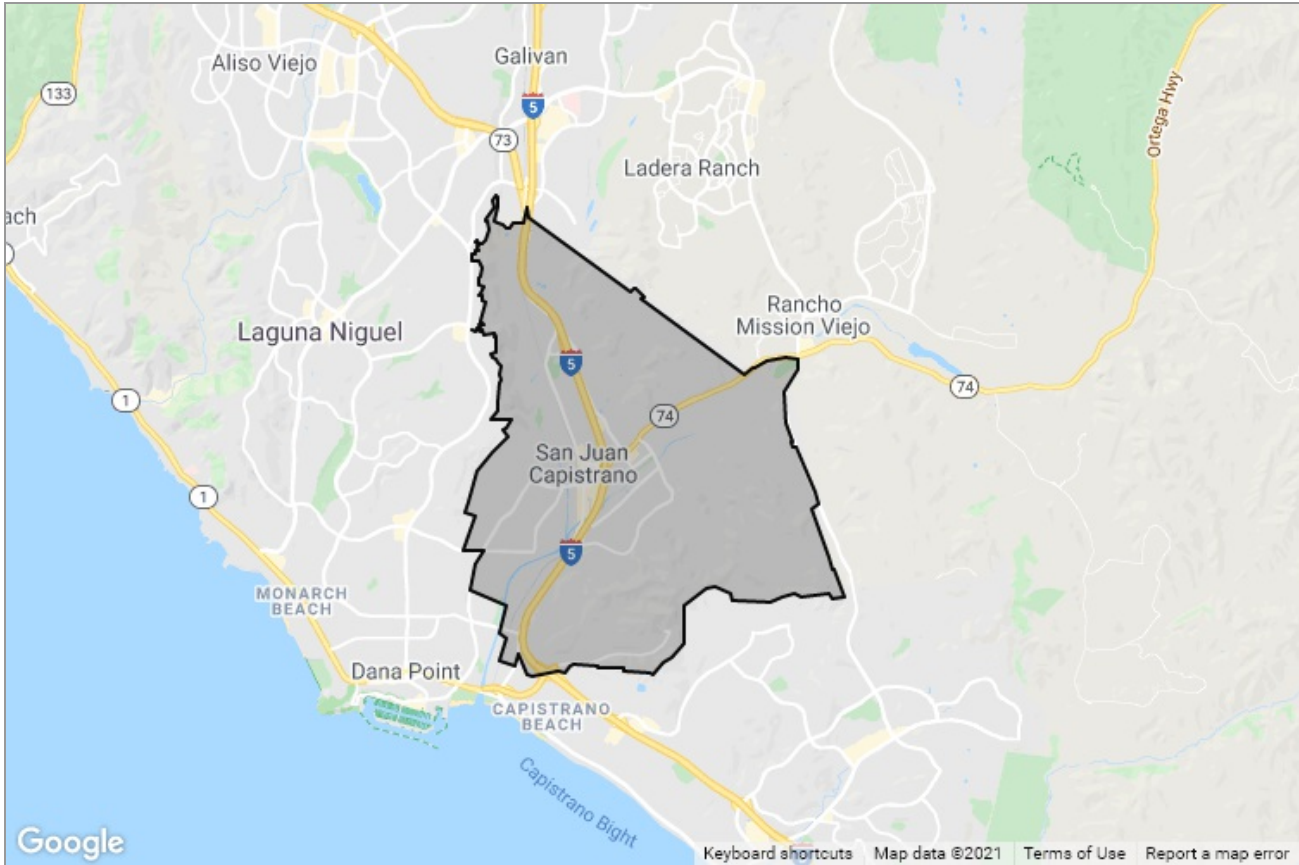 Aliso Viejo
Galivan
133
5
73
Ortega Hwy
Ladera Ranch
ach
Rancho
Mission Viejo
Laguna Niguel
5
74
1
74
San Juan
Capistrano
1
5
MONARCH
BEACH
Dana Point
CAPISTRANO
BEACH
Capistrano Bight
Google
Keyboard shortcuts
Map data ©2021
Terms of Use
Report a map error